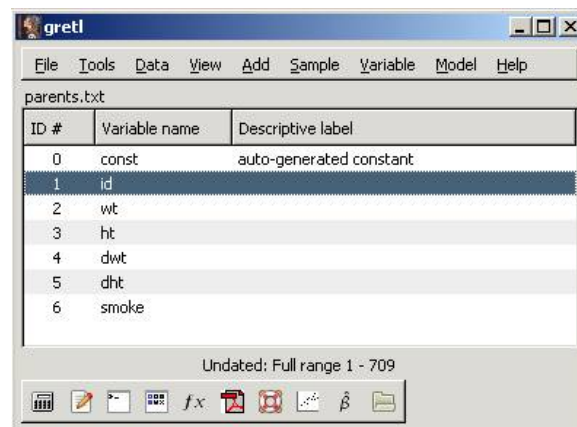 gretl
File Tools Data View Add Sample Variable Model Help
parents.txt
ID # Variable name Descriptive label
0 const auto-generated constant
1 id
2 wt
3 ht
4 dwt
5 dht
6 smoke
Undated: Full range 1 - 709
fx β̂